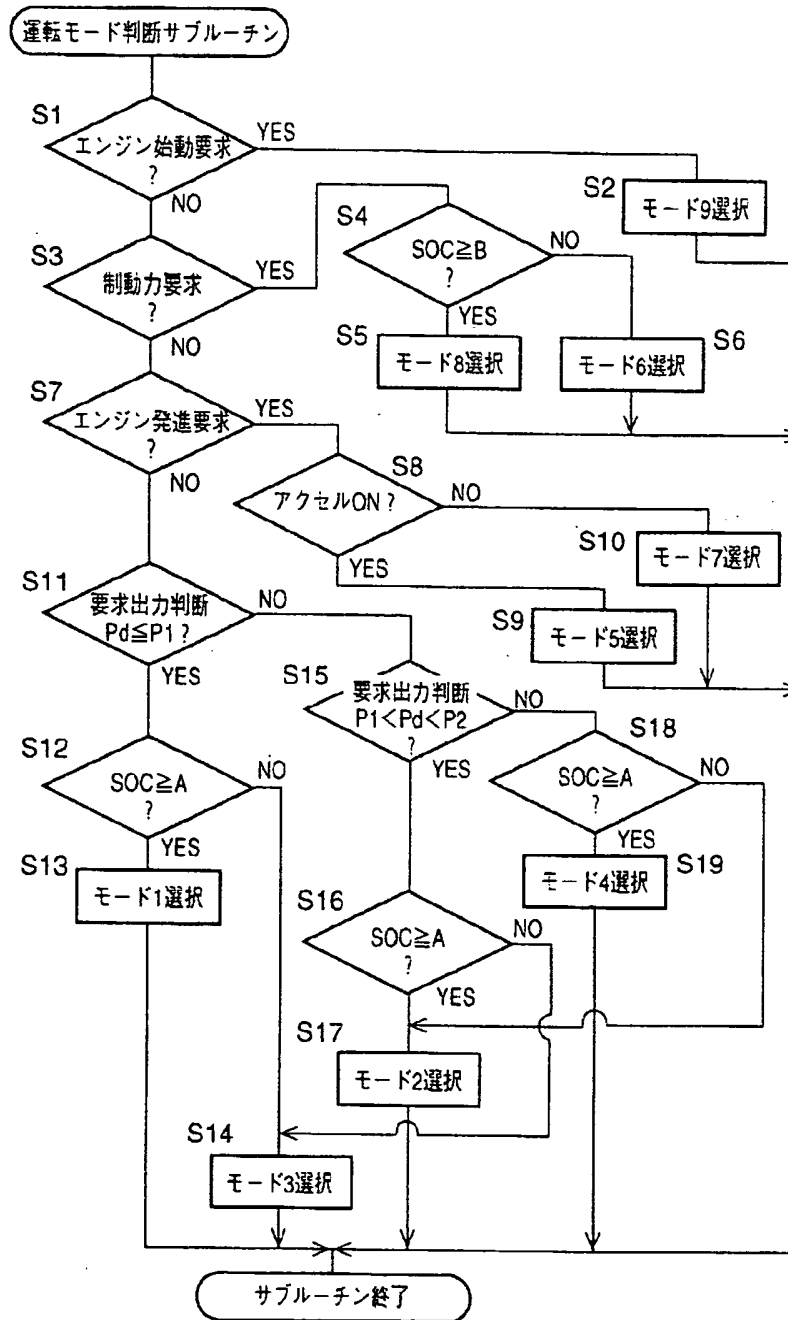 運転モード判断サブルーチン
S1
エンジン始動要求
?
YES
NO
S2
モード9選択
S3
制動力要求
?
YES
NO
S4
SOC≧B
?
NO
YES
S5
モード8選択
S6
モード6選択
S7
エンジン発進要求
?
YES
NO
S8
アクセルON?
NO
YES
S10
モード7選択
S9
モード5選択
S11
要求出力判断
Pd≦P1?
NO
YES
S15
要求出力判断
P1<Pd<P2
?
NO
YES
S12
SOC≧A
?
NO
YES
S18
SOC≧A
?
NO
YES
S13
モード1選択
S19
モード4選択
S16
SOC≧A
?
NO
YES
S17
モード2選択
S14
モード3選択
サブルーチン終了